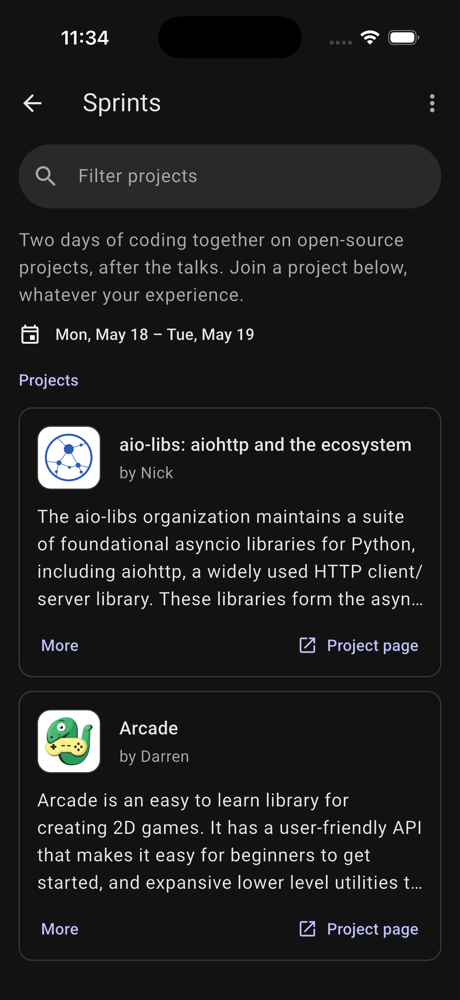 11:34
Sprints
Filter projects
Two days of coding together on open-source
projects, after the talks. Join a project below,
whatever your experience.
Mon, May 18 – Tue, May 19
Projects
aio-libs: aiohttp and the ecosystem
by Nick
The aio-libs organization maintains a suite
of foundational asyncio libraries for Python,
including aiohttp, a widely used HTTP client/
server library. These libraries form the asyn…
More
Project page
Arcade
by Darren
Arcade is an easy to learn library for
creating 2D games. It has a user-friendly API
that makes it easy for beginners to get
started, and expansive lower level utilities t…
More
Project page